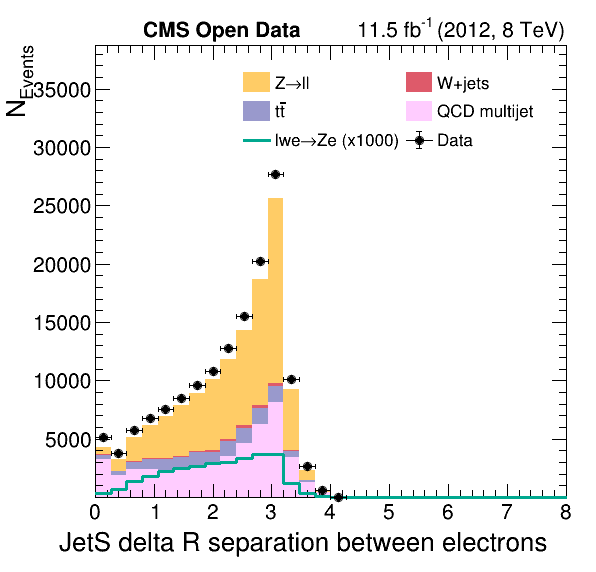 CMS Open Data 11.5 fb⁻¹ (2012, 8 TeV)
N_Events
35000
30000
25000
20000
15000
10000
5000
Z→ll W+jets
tt̄ QCD multijet
lwe→Ze (x1000) Data
0 1 2 3 4 5 6 7 8
JetS delta R separation between electrons